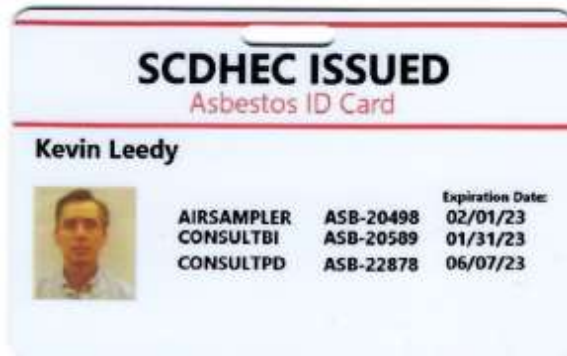 SCDHEC ISSUED
Asbestos ID Card
Kevin Leedy
Expiration Date:
AIRSAMPLER ASB-20498 02/01/23
CONSULTBI ASB-20589 01/31/23
CONSULTPD ASB-22878 06/07/23